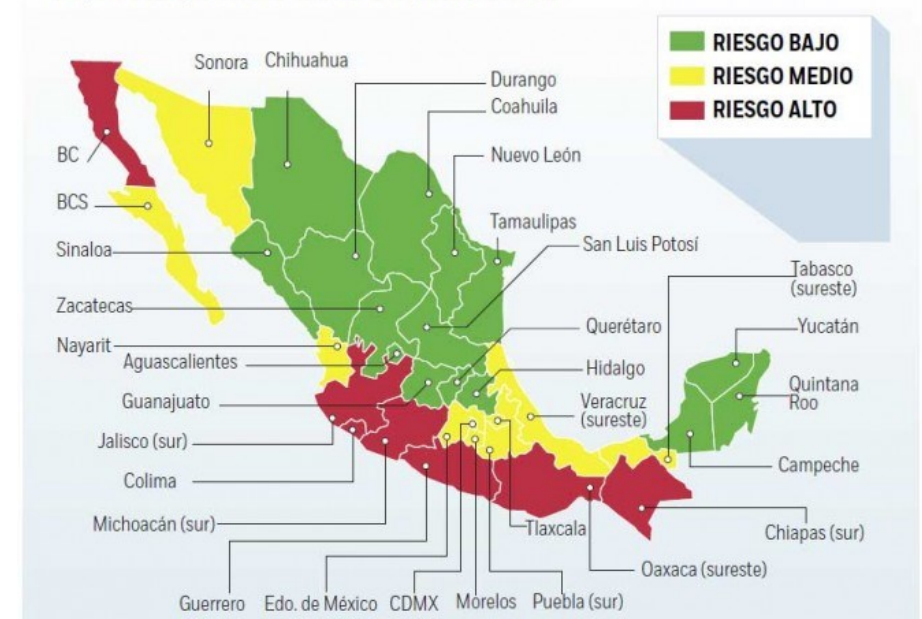 RIESGO BAJO
RIESGO MEDIO
RIESGO ALTO
Sonora
Chihuahua
Durango
Coahuila
BC
Nuevo León
BCS
Tamaulipas
San Luis Potosí
Sinaloa
Tabasco
(sureste)
Zacatecas
Querétaro
Yucatán
Nayarit
Aguascalientes
Hidalgo
Guanajuato
Veracruz
(sureste)
Quintana
Roo
Jalisco (sur)
Campeche
Colima
Michoacán (sur)
Tlaxcala
Chiapas (sur)
Oaxaca (sureste)
Guerrero
Edo. de México
CDMX
Morelos
Puebla (sur)